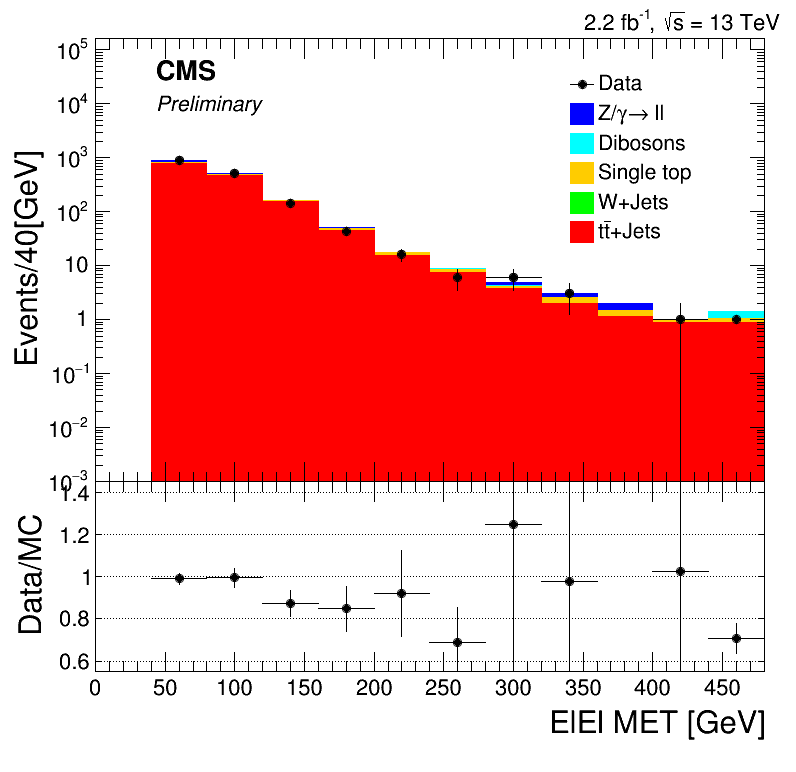 2.2 fb⁻¹, √s = 13 TeV
CMS
Preliminary
Data
Z/γ→ ll
Dibosons
Single top
W+Jets
tt̄+Jets
Events/40[GeV]
10⁵
10⁴
10³
10²
10
1
10⁻¹
10⁻²
10⁻³
Data/MC
1.4
1.2
1
0.8
0.6
0 50 100 150 200 250 300 350 400 450
ElEl MET [GeV]